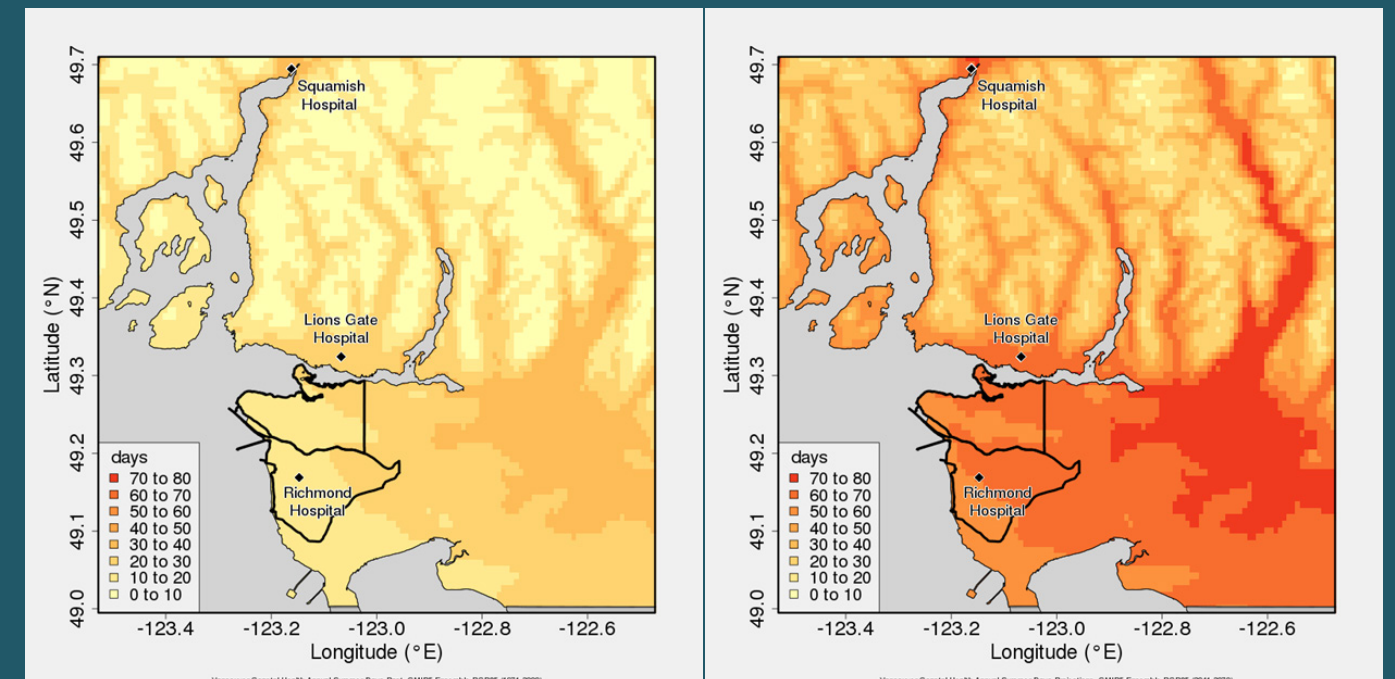 49.7
49.6
49.5
49.4
49.3
49.2
49.1
49.0
Latitude (°N)
Squamish
Hospital
Lions Gate
Hospital
Richmond
Hospital
days
70 to 80
60 to 70
50 to 60
40 to 50
30 to 40
20 to 30
10 to 20
0 to 10
-123.4 -123.2 -123.0 -122.8 -122.6
Longitude (°E)
49.7
49.6
49.5
49.4
49.3
49.2
49.1
49.0
Latitude (°N)
Squamish
Hospital
Lions Gate
Hospital
Richmond
Hospital
days
70 to 80
60 to 70
50 to 60
40 to 50
30 to 40
20 to 30
10 to 20
0 to 10
-123.4 -123.2 -123.0 -122.8 -122.6
Longitude (°E)